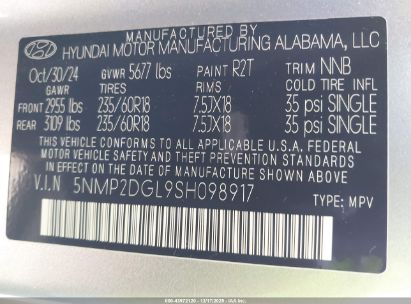 MANUFACTURED BY
HYUNDAI MOTOR MANUFACTURING ALABAMA, LLC
Oct/30/24 GVWR 5677 lbs PAINT R2T TRIM NNB
GAWR TIRES RIMS COLD TIRE INFL
FRONT 2955 lbs 235/60R18 7.5JX18 35 psi SINGLE
REAR 3109 lbs 235/60R18 7.5JX18 35 psi SINGLE
THIS VEHICLE CONFORMS TO ALL APPLICABLE U.S.A. FEDERAL
MOTOR VEHICLE SAFETY, BUMPER, AND THEFT PREVENTION
STANDARDS IN EFFECT ON THE DATE OF MANUFACTURE SHOWN ABOVE.
V.I.N 5NMP2DGL9SH098917
TYPE: MPV